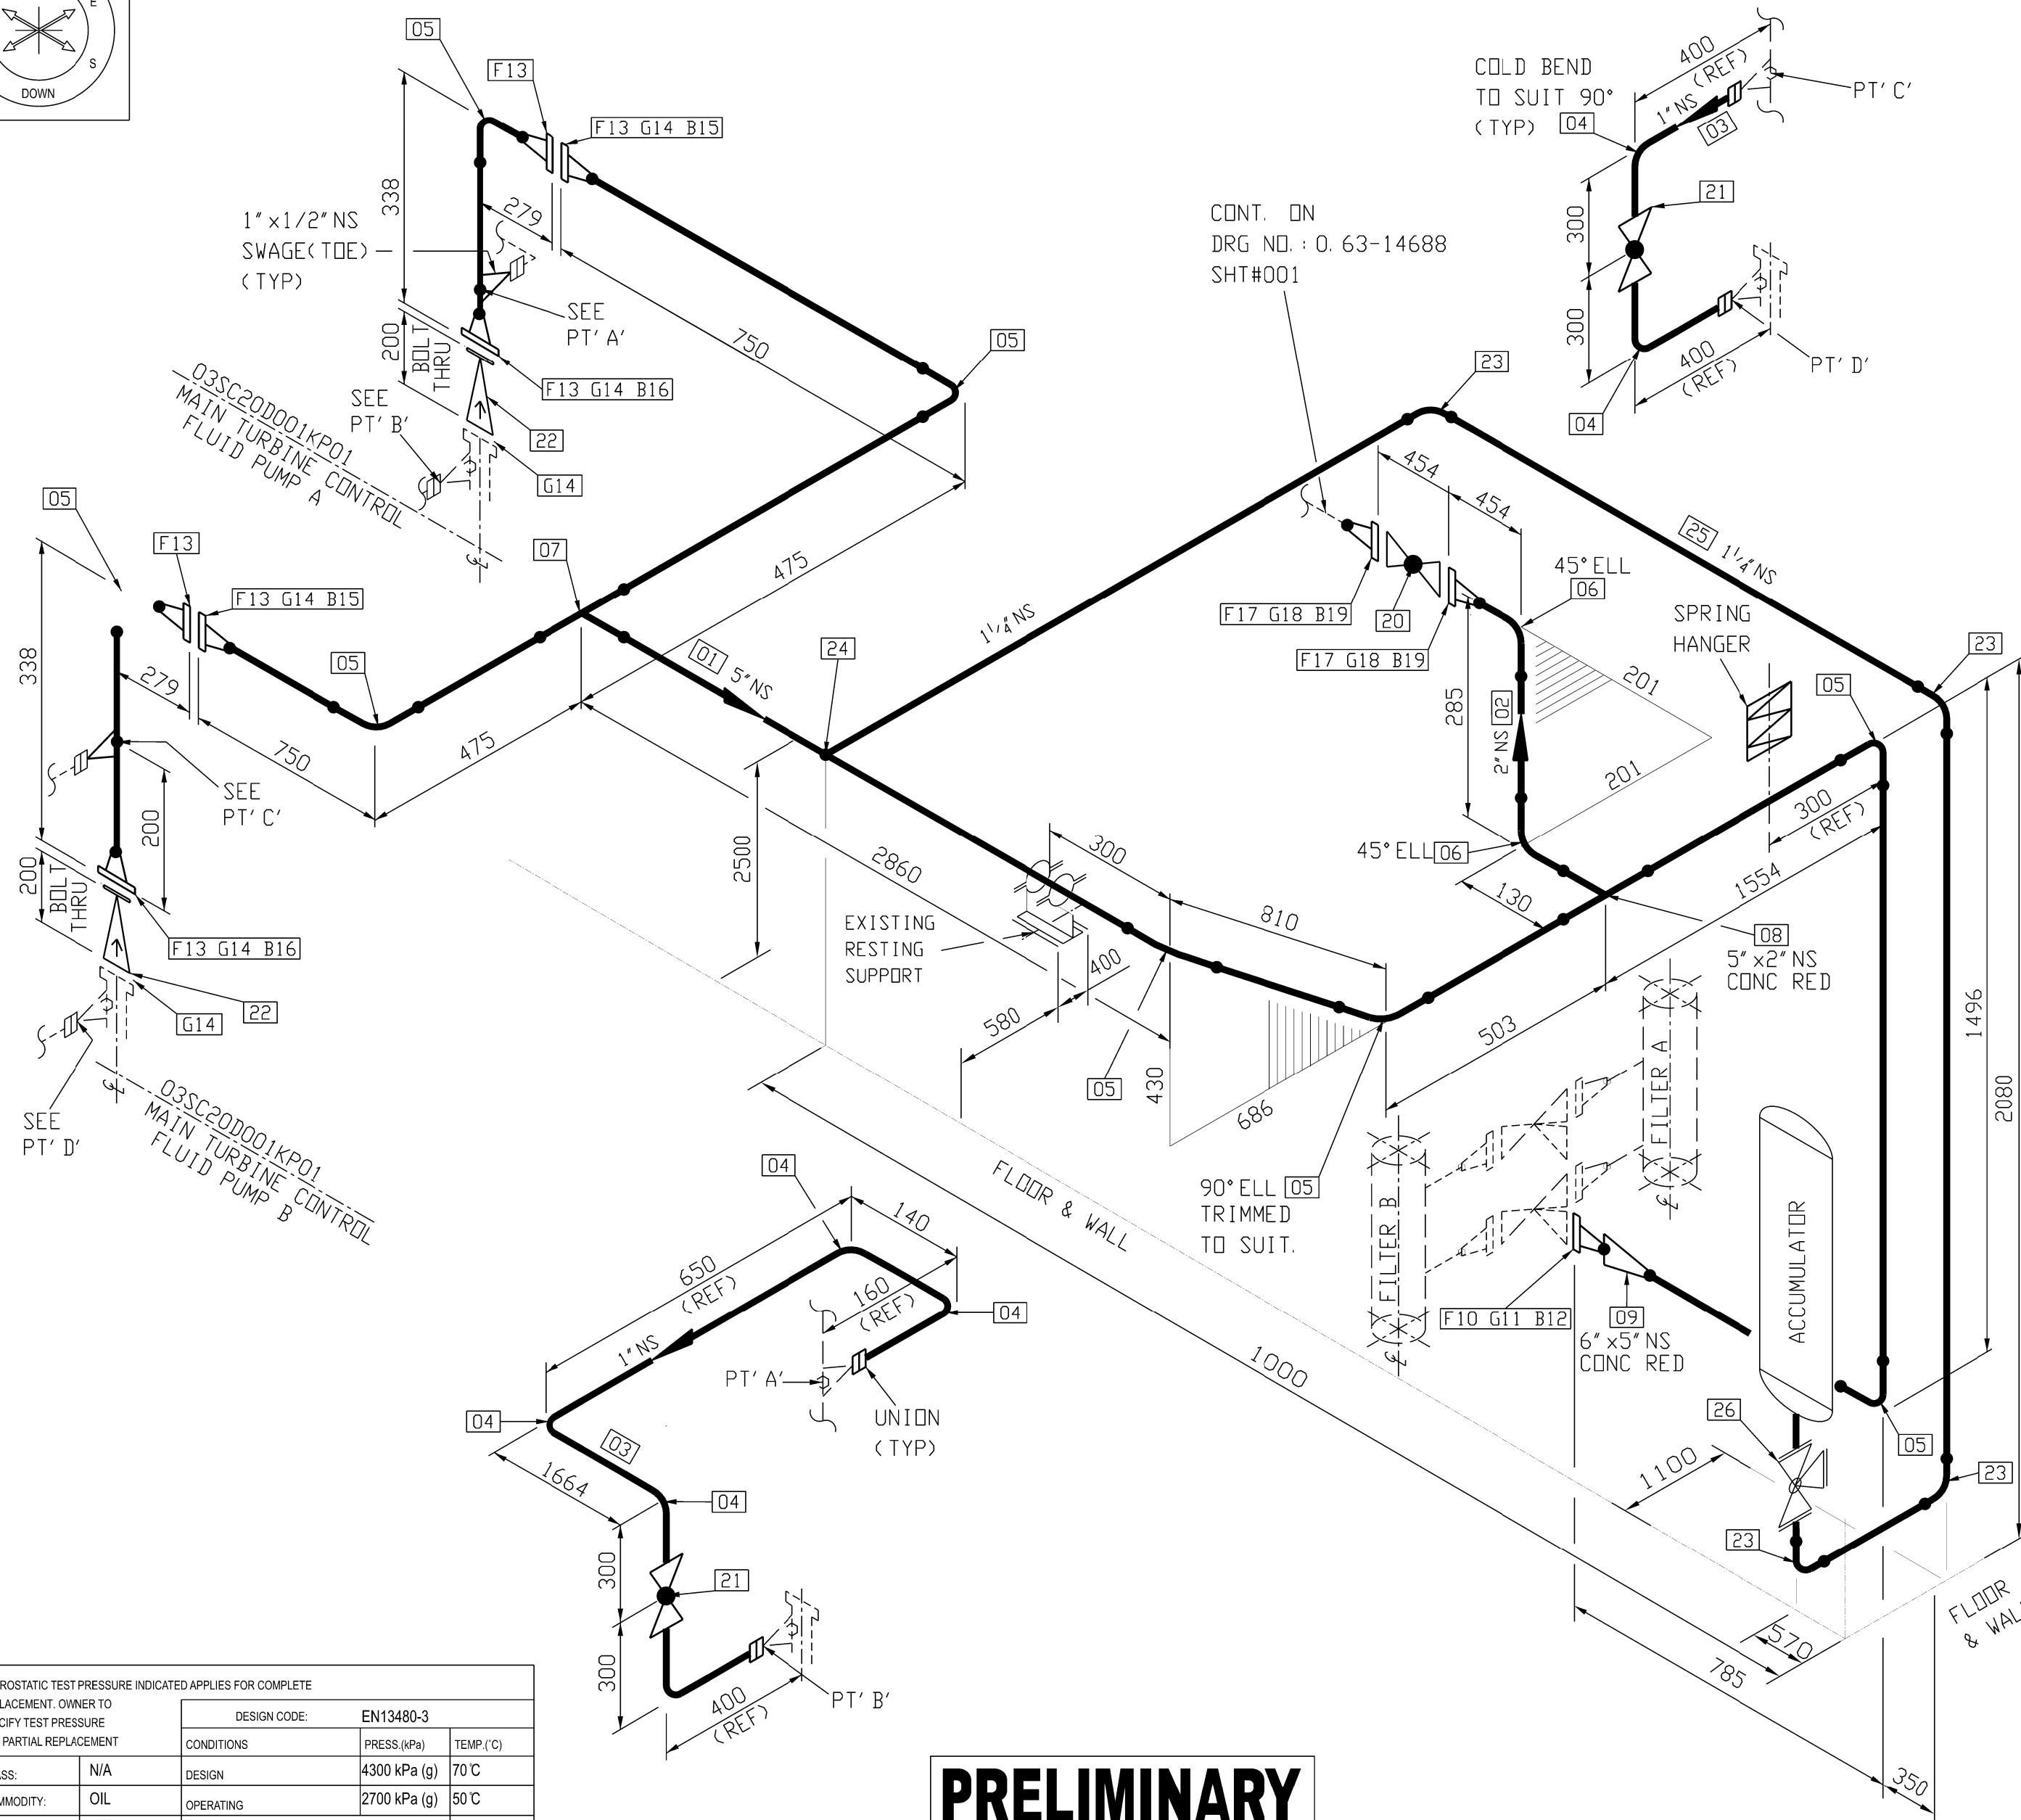 E
S
DOWN
05
F13
F13 G14 B15
338
279
1"x1/2"NS
SWAGE(TOE)
(TYP)
SEE
PT'A'
200
BOLT
THRU
750
05
F13 G14 B16
SEE
PT'B'
22
G14
03SC20D001KP01
MAIN TURBINE CONTROL
FLUID PUMP A
COLD BEND
TO SUIT 90°
(TYP)
04
400
(REF)
1"NS
03
PT'C'
21
300
300
400
(REF)
PT'D'
04
CONT. ON
DRG NO.: 0.63-14688
SHT#001
23
454
454
25
1¼"NS
45°ELL
06
F17 G18 B19
20
F17 G18 B19
SPRING
HANGER
23
05
201
285
02
2"NS
201
300
(REF)
1554
45°ELL
06
130
08
5"x2"NS
CONC RED
1496
2080
05
F13
F13 G14 B15
338
279
05
750
475
07
475
01
5"NS
24
1¼"NS
SEE
PT'C'
200
200
BOLT
THRU
F13 G14 B16
22
G14
SEE
PT'D'
03SC20D001KP01
MAIN TURBINE CONTROL
FLUID PUMP B
2500
2860
300
810
EXISTING
RESTING
SUPPORT
400
580
05
430
686
503
90°ELL
05
TRIMMED
TO SUIT.
FLOOR & WALL
FILTER A
FILTER B
ACCUMULATOR
F10 G11 B12
09
6"x5"NS
CONC RED
1000
04
140
650
(REF)
160
(REF)
04
1"NS
PT'A'
UNION
(TYP)
04
03
1664
04
300
21
300
400
(REF)
PT'B'
26
05
1100
23
23
570
785
350
FLOOR
& WAL
ROSTATIC TEST PRESSURE INDICATED APPLIES FOR COMPLETE
LACEMENT. OWNER TO
CIFY TEST PRESSURE
PARTIAL REPLACEMENT
DESIGN CODE: EN13480-3
CONDITIONS PRESS.(kPa) TEMP.(°C)
ASS: N/A DESIGN 4300 kPa (g) 70°C
MMODITY: OIL OPERATING 2700 kPa (g) 50°C
PRELIMINARY